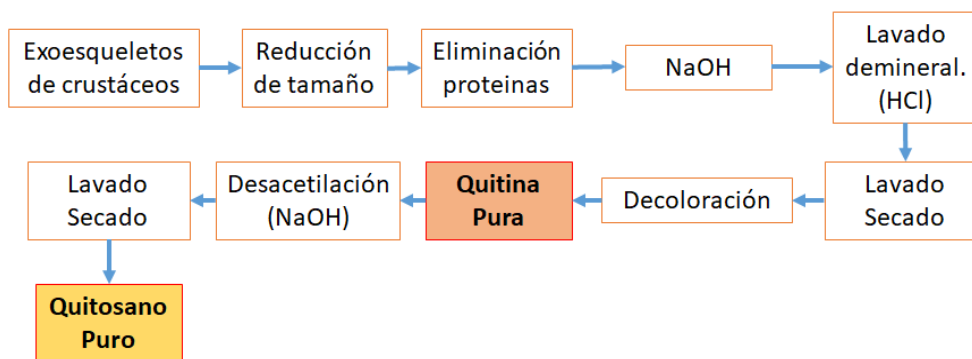 Exoesqueletos
de crustáceos
Reducción
de tamaño
Eliminación
proteinas
NaOH
Lavado
demineral.
(HCl)
Lavado
Secado
Decoloración
Quitina
Pura
Desacetilación
(NaOH)
Lavado
Secado
Quitosano
Puro